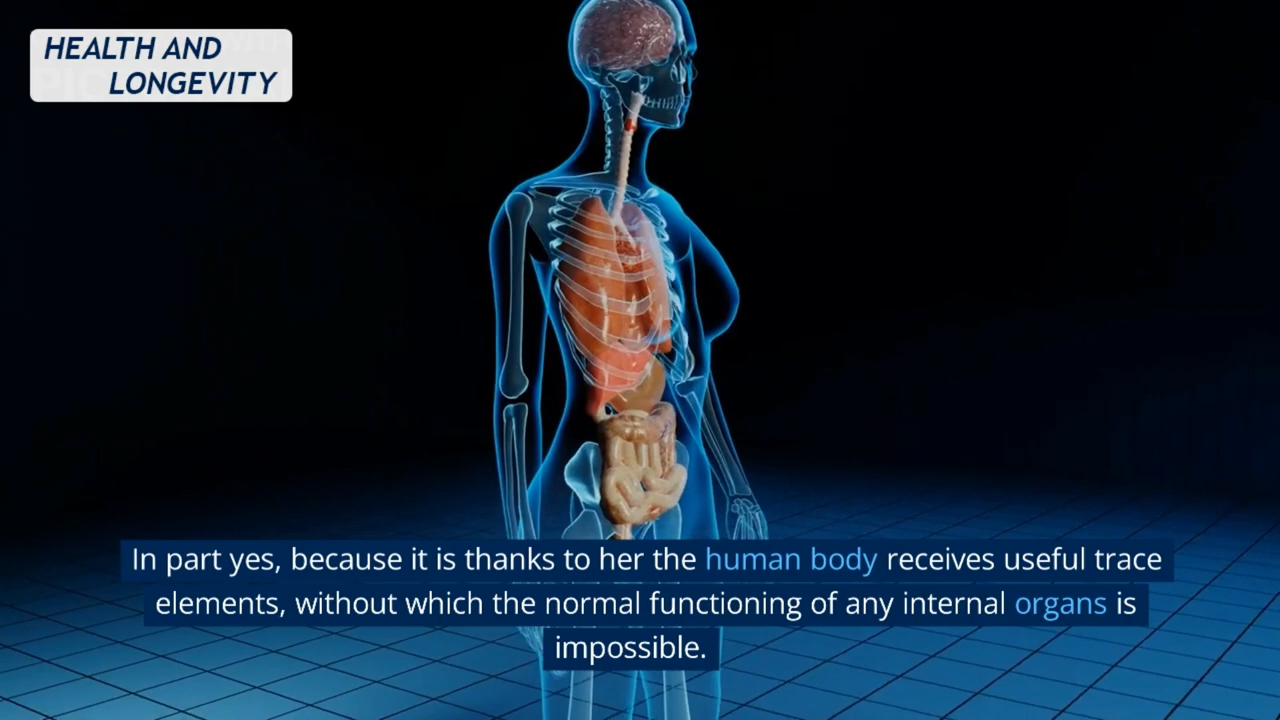 HEALTH AND
LONGEVITY
In part yes, because it is thanks to her the human body receives useful trace
elements, without which the normal functioning of any internal organs is
impossible.